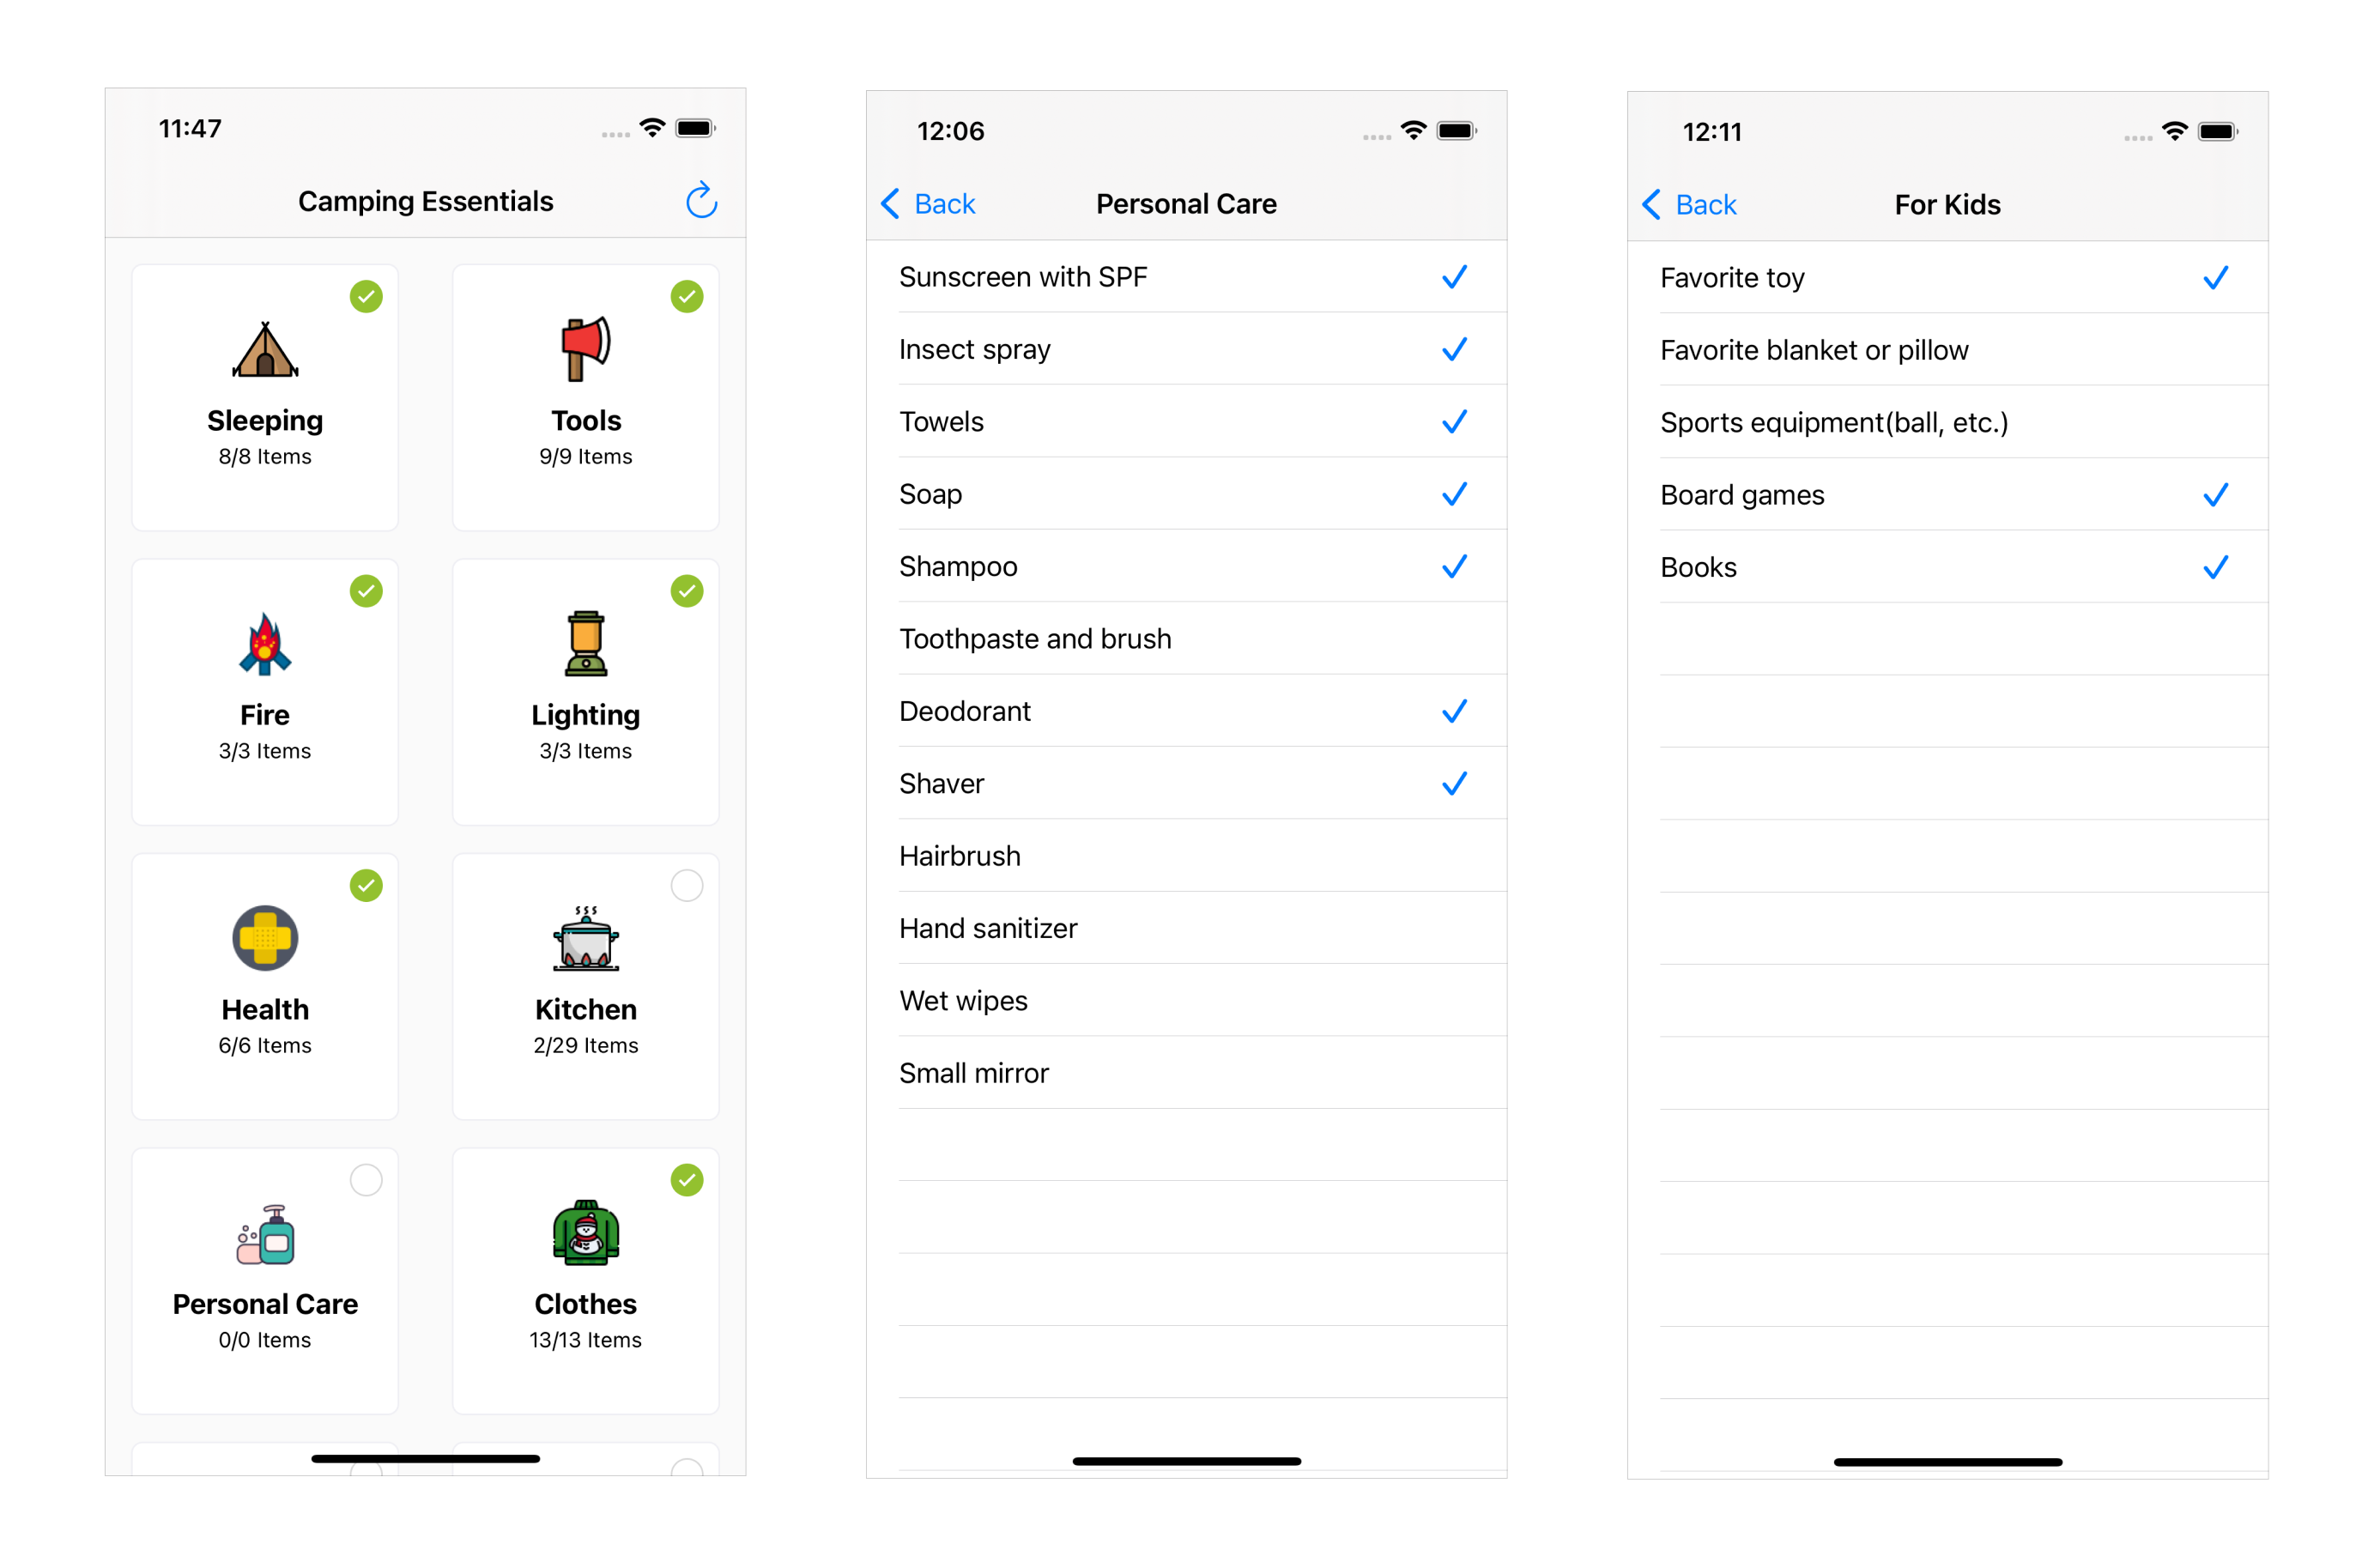 11:47
Camping Essentials
Sleeping
8/8 Items
Tools
9/9 Items
Fire
3/3 Items
Lighting
3/3 Items
Health
6/6 Items
Kitchen
2/29 Items
Personal Care
0/0 Items
Clothes
13/13 Items
12:06
Back
Personal Care
Sunscreen with SPF
Insect spray
Towels
Soap
Shampoo
Toothpaste and brush
Deodorant
Shaver
Hairbrush
Hand sanitizer
Wet wipes
Small mirror
12:11
Back
For Kids
Favorite toy
Favorite blanket or pillow
Sports equipment(ball, etc.)
Board games
Books